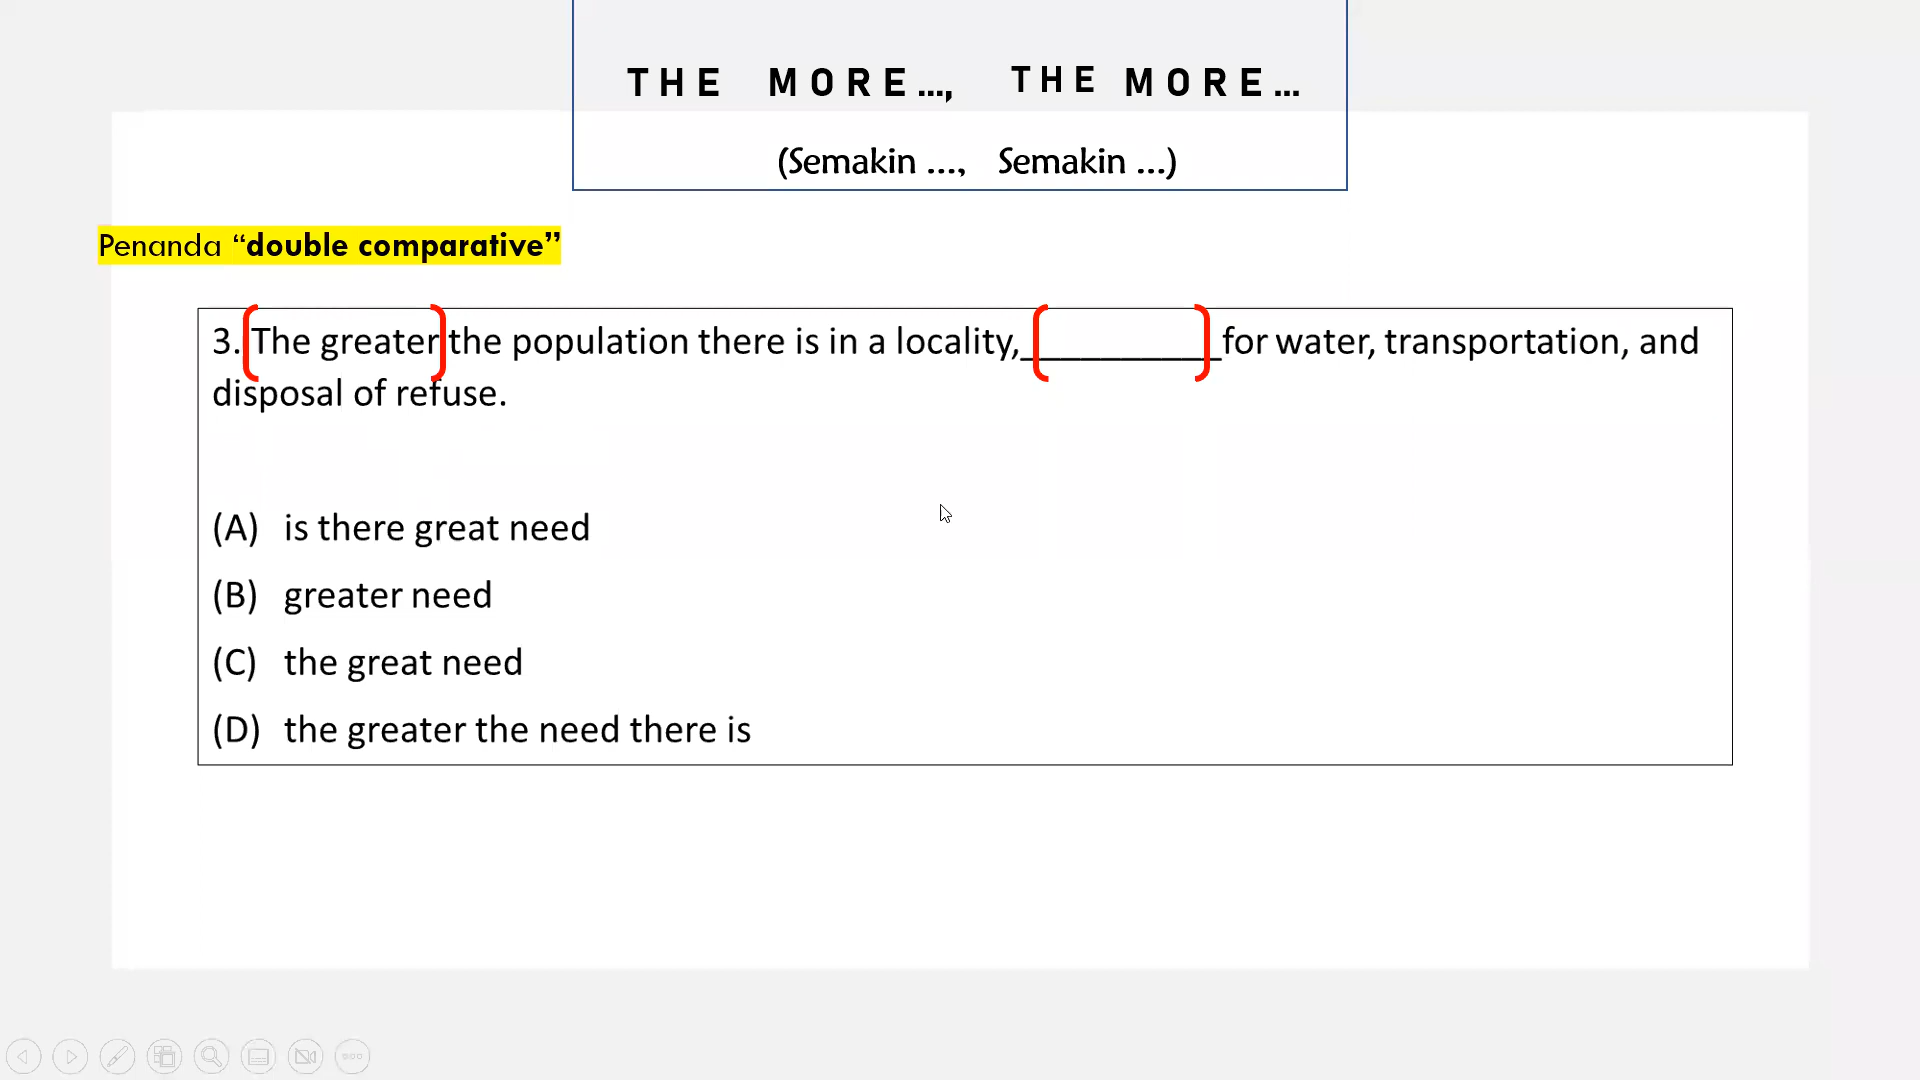 THE MORE…, THE MORE…
(Semakin …, Semakin …)
Penanda “double comparative”
3. The greater the population there is in a locality,__________for water, transportation, and
disposal of refuse.
(A) is there great need
(B) greater need
(C) the great need
(D) the greater the need there is